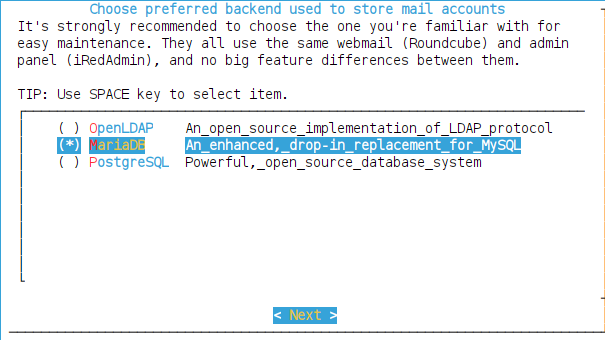 Choose preferred backend used to store mail accounts
It's strongly recommended to choose the one you're familiar with for
easy maintenance. They all use the same webmail (Roundcube) and admin
panel (iRedAdmin), and no big feature differences between them.
TIP: Use SPACE key to select item.
( ) OpenLDAP An_open_source_implementation_of_LDAP_protocol
(*) MariaDB An_enhanced,_drop-in_replacement_for_MySQL
( ) PostgreSQL Powerful,_open_source_database_system
< Next >